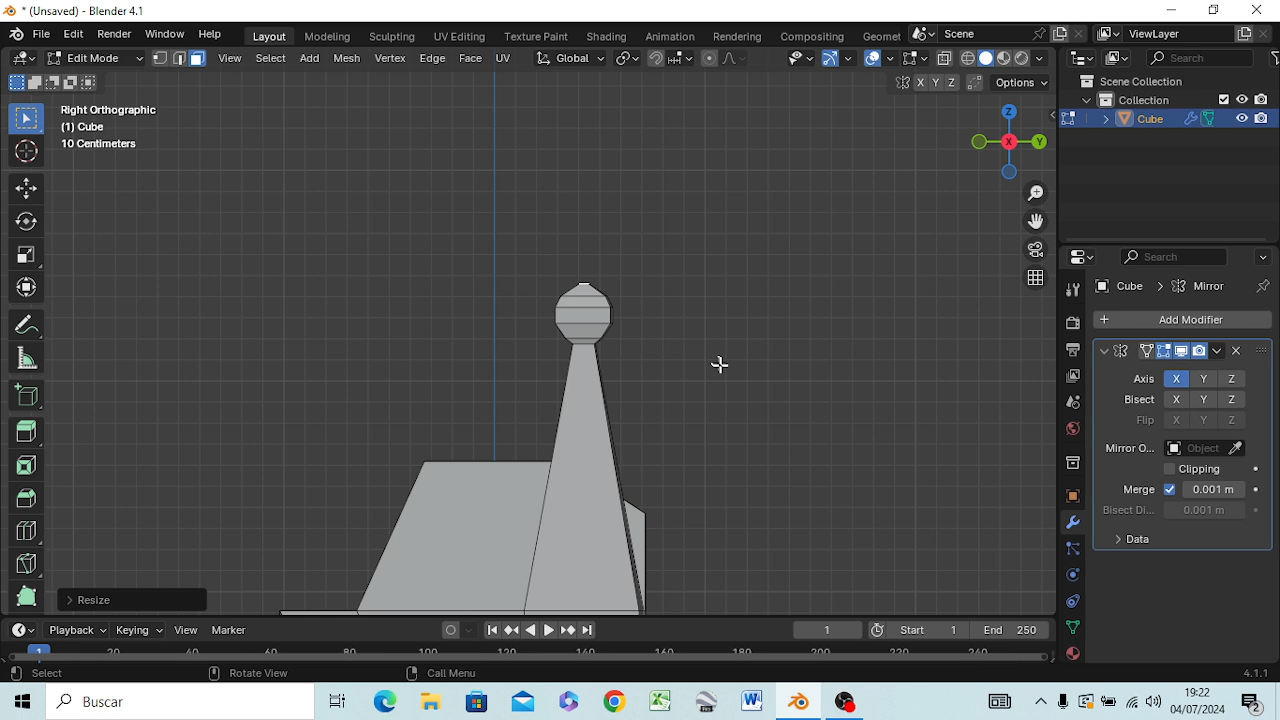 * (Unsaved) - Blender 4.1
File Edit Render Window Help Layout Modeling Sculpting UV Editing Texture Paint Shading Animation Rendering Compositing Geomet Scene ViewLayer
Edit Mode View Select Add Mesh Vertex Edge Face UV Global Search
X Y Z Options Scene Collection
Right Orthographic Collection
(1) Cube Cube
10 Centimeters
Z
X Y
Search
Cube > Mirror
+ Add Modifier
Axis X Y Z
Bisect X Y Z
Flip X Y Z
Mirror O... Object
Clipping
Merge 0.001 m
Bisect Di... 0.001 m
> Data
> Resize
Playback Keying View Marker 1 Start 1 End 250
1 20 40 60 80 100 120 140 160 180 200 220 240
Select Rotate View Call Menu 4.1.1
Buscar
19:22
04/07/2024
2